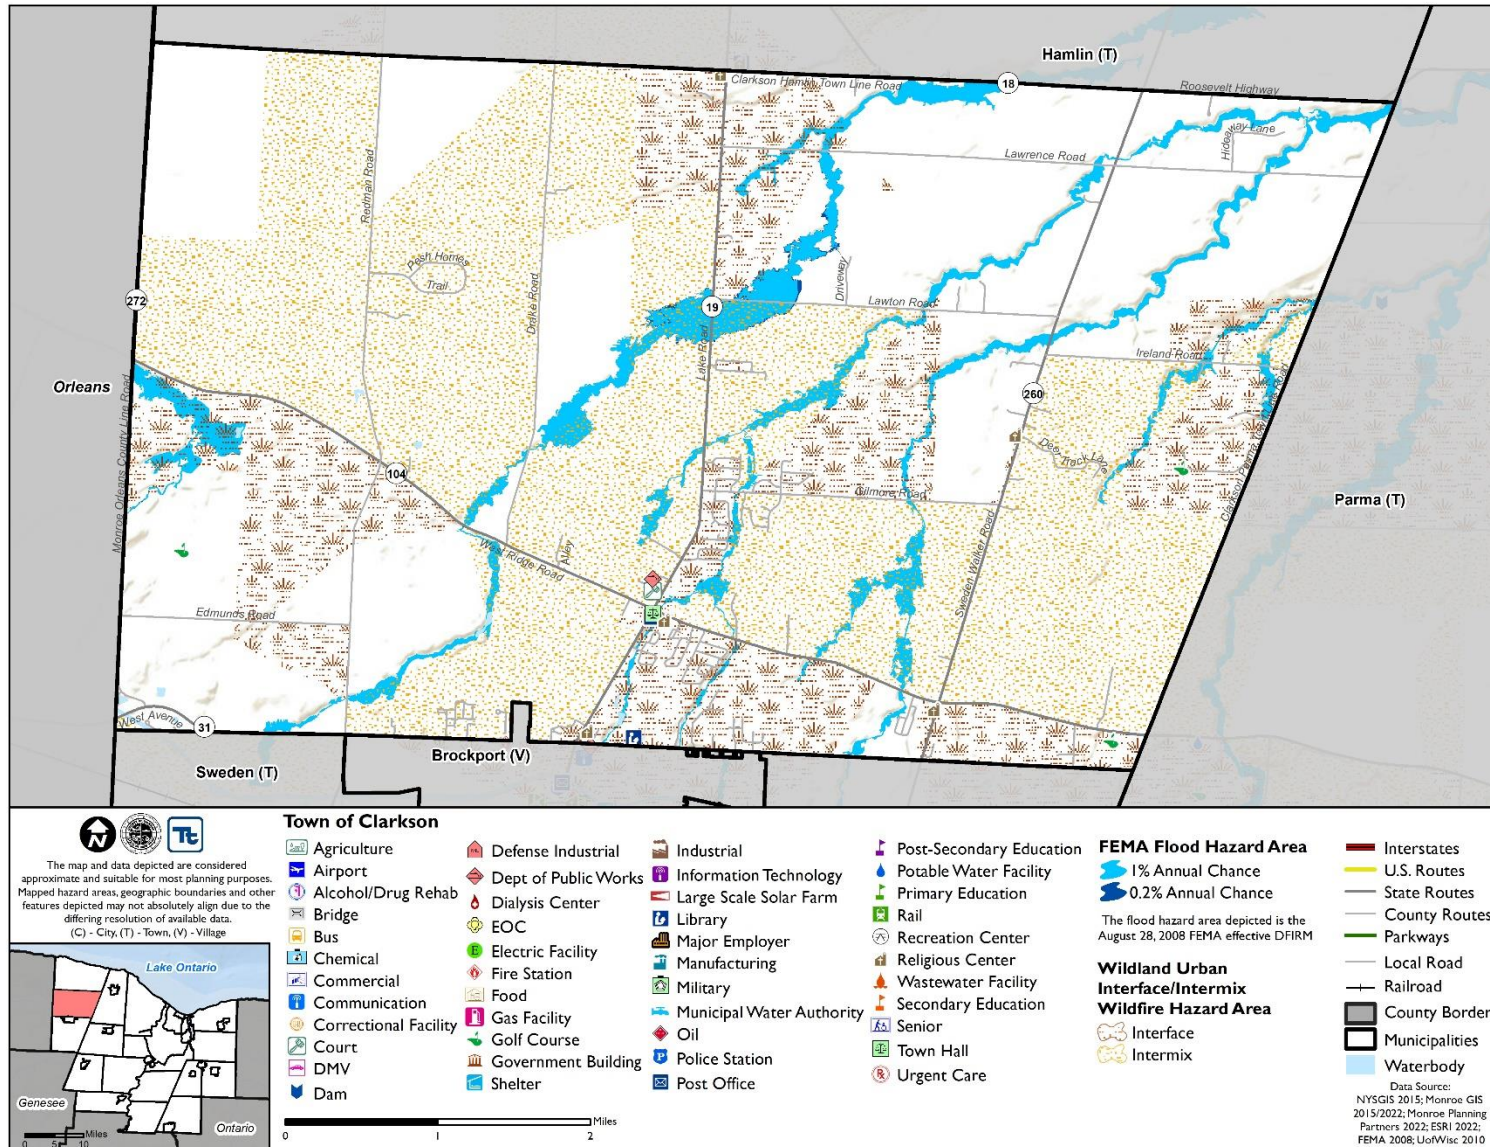 Hamlin (T)
Clarkson Hamlin Town Line Road
18
Roosevelt Highway
Hideaway Lane
Lawrence Road
Redman Road
Pesh Homes
Trail
Drake Road
Driveway
272
19
Lawton Road
Lake Road
Ireland Road
Orleans
Monroe Orleans County Line Road
260
Deer Track Lane
Clarkson Parma Town Line Road
104
Gilmore Road
Parma (T)
West Ridge Road
Alley
Sweden Walker Road
Edmunds Road
West Avenue
31
Brockport (V)
Sweden (T)
N
Tt
The map and data depicted are considered
approximate and suitable for most planning purposes.
Mapped hazard areas, geographic boundaries and other
features depicted may not absolutely align due to the
differing resolution of available data.
(C) - City, (T) - Town, (V) - Village
Lake Ontario
Genesee
Ontario
0 5 10 Miles
Town of Clarkson
Agriculture
Airport
Alcohol/Drug Rehab
Bridge
Bus
Chemical
Commercial
Communication
Correctional Facility
Court
DMV
Dam
Defense Industrial
Dept of Public Works
Dialysis Center
EOC
Electric Facility
Fire Station
Food
Gas Facility
Golf Course
Government Building
Shelter
Industrial
Information Technology
Large Scale Solar Farm
Library
Major Employer
Manufacturing
Military
Municipal Water Authority
Oil
Police Station
Post Office
Post-Secondary Education
Potable Water Facility
Primary Education
Rail
Recreation Center
Religious Center
Wastewater Facility
Secondary Education
Senior
Town Hall
Urgent Care
Miles
0 1 2
FEMA Flood Hazard Area
1% Annual Chance
0.2% Annual Chance
The flood hazard area depicted is the
August 28, 2008 FEMA effective DFIRM
Wildland Urban
Interface/Intermix
Wildfire Hazard Area
Interface
Intermix
Interstates
U.S. Routes
State Routes
County Routes
Parkways
Local Road
Railroad
County Border
Municipalities
Waterbody
Data Source:
NYSGIS 2015; Monroe GIS
2015/2022; Monroe Planning
Partners 2022; ESRI 2022;
FEMA 2008; UofWisc 2010